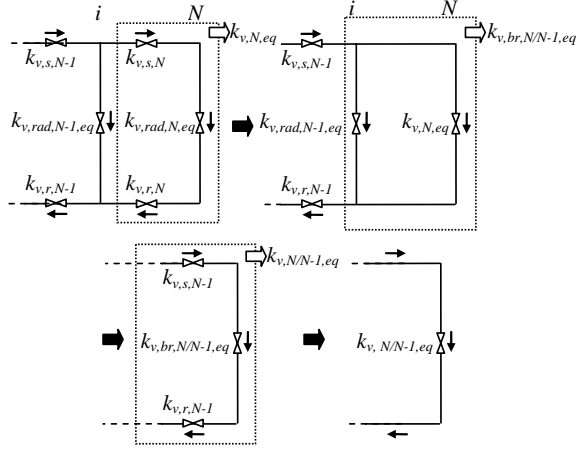 i N
k_{v,N,eq}
k_{v,s,N-1} k_{v,s,N}
k_{v,rad,N-1,eq} k_{v,rad,N,eq}
k_{v,r,N-1} k_{v,r,N}
i N
k_{v,br,N/N-1,eq}
k_{v,s,N-1}
k_{v,rad,N-1,eq} k_{v,N,eq}
k_{v,r,N-1}
k_{v,N/N-1,eq}
k_{v,s,N-1}
k_{v,br,N/N-1,eq}
k_{v,r,N-1}
k_{v, N/N-1,eq}